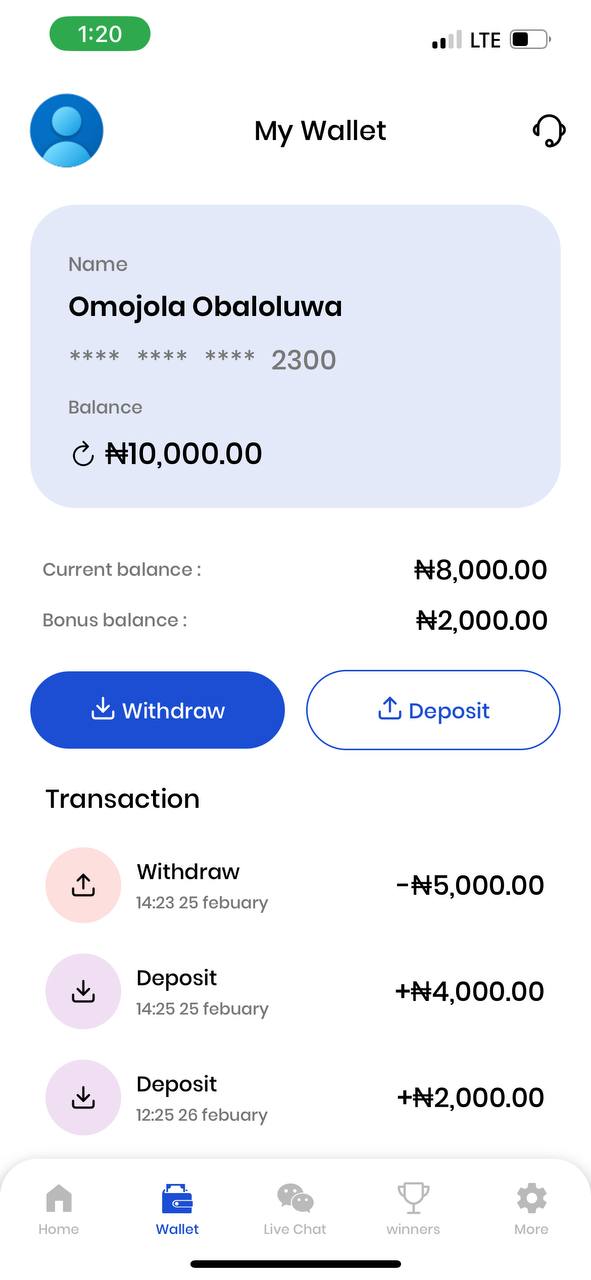 1:20
LTE
My Wallet
Name
Omojola Obaloluwa
**** **** **** 2300
Balance
₦10,000.00
Current balance : ₦8,000.00
Bonus balance : ₦2,000.00
Withdraw Deposit
Transaction
Withdraw
14:23 25 febuary
-₦5,000.00
Deposit
14:25 25 febuary
+₦4,000.00
Deposit
12:25 26 febuary
+₦2,000.00
Home Wallet Live Chat winners More